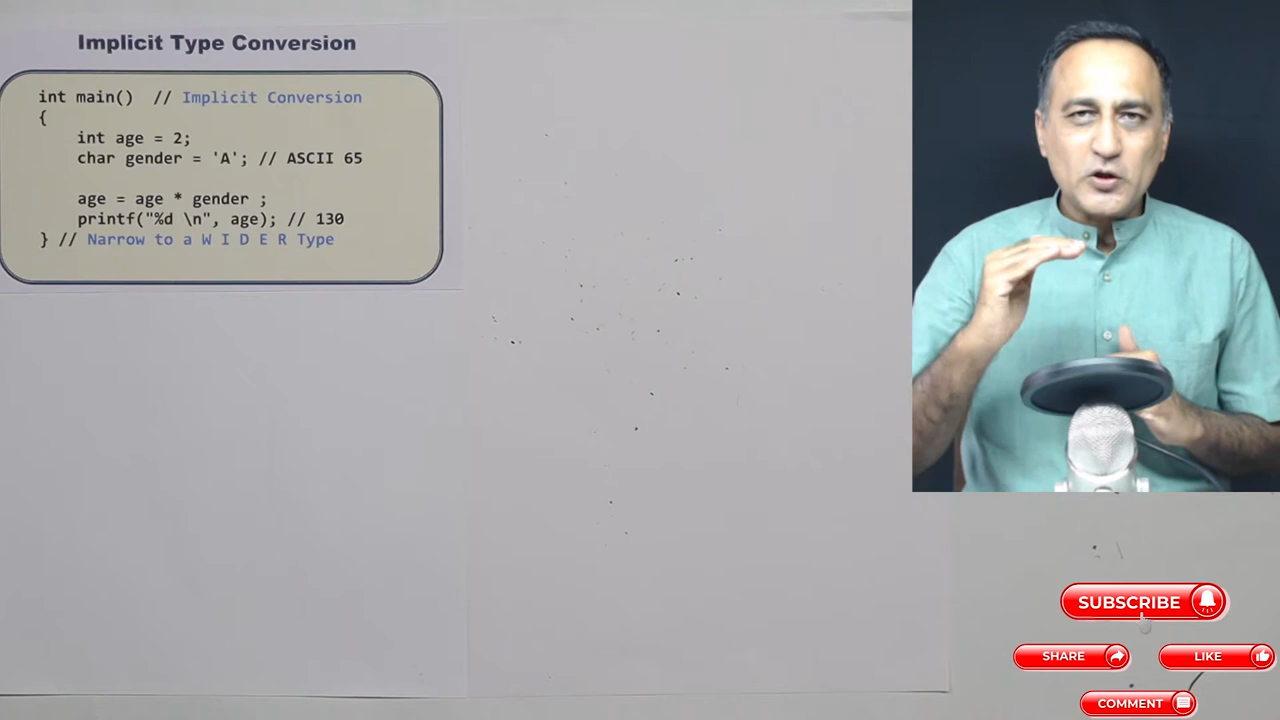 Implicit Type Conversion
int main()  // Implicit Conversion
{
    int age = 2;
    char gender = 'A'; // ASCII 65
    age = age * gender ;
    printf("%d \n", age); // 130
} // Narrow to a W I D E R Type
SUBSCRIBE
SHARE
LIKE
COMMENT